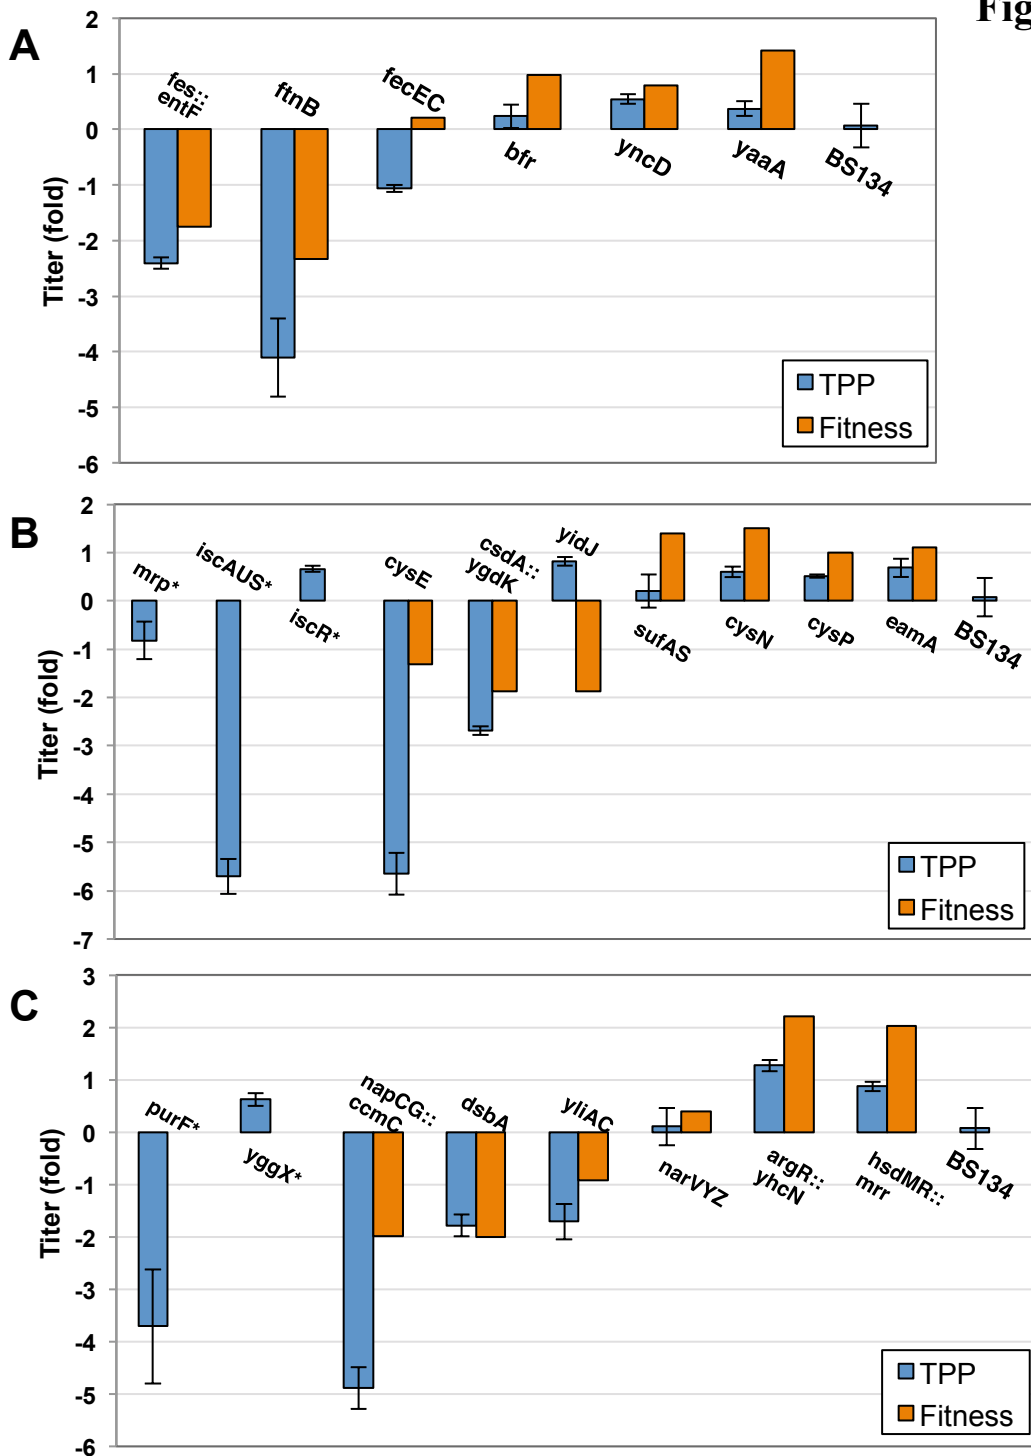 Fig
A
Titer (fold)
2
1
0
-1
-2
-3
-4
-5
-6
fes::
entF
ftnB
fecEC
bfr
yncD
yaaA
BS134
TPP
Fitness
B
Titer (fold)
2
1
0
-1
-2
-3
-4
-5
-6
-7
mrp*
iscAUS*
iscR*
cysE
csdA::
ygdK
yidJ
sufAS
cysN
cysP
eamA
BS134
TPP
Fitness
C
Titer (fold)
3
2
1
0
-1
-2
-3
-4
-5
-6
purF*
yggX*
napCG::
ccmC
dsbA
yliAC
narVYZ
argR::
yhcN
hsdMR::
mrr
BS134
TPP
Fitness